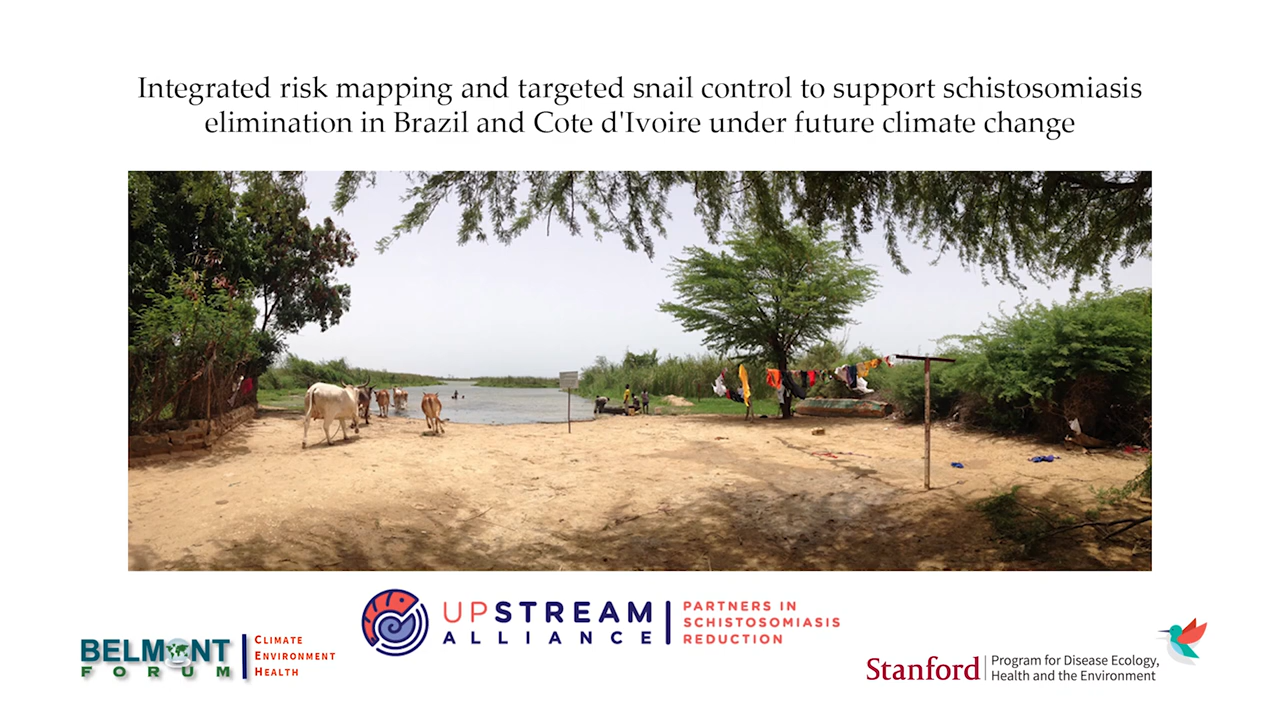 Integrated risk mapping and targeted snail control to support schistosomiasis
elimination in Brazil and Cote d'Ivoire under future climate change
UPSTREAM
ALLIANCE
PARTNERS IN
SCHISTOSOMIASIS
REDUCTION
BELMONT
FORUM
CLIMATE
ENVIRONMENT
HEALTH
Stanford
Program for Disease Ecology,
Health and the Environment